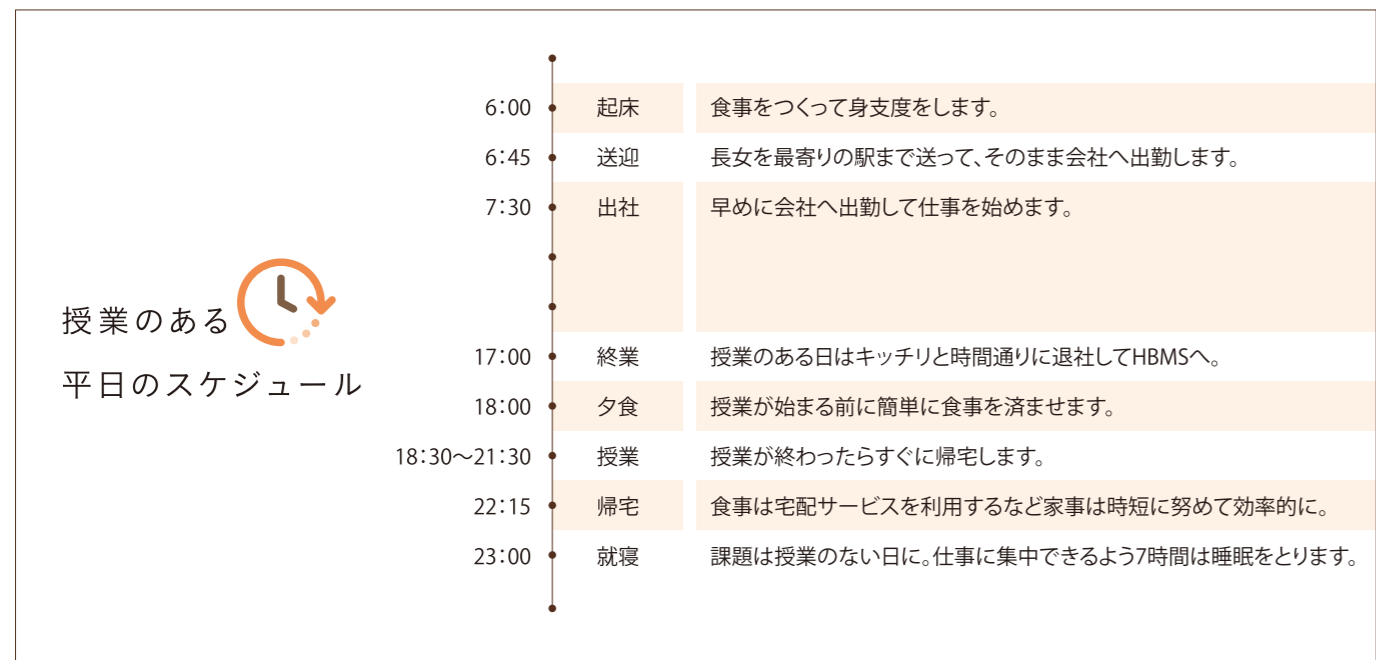 授業のある
平日のスケジュール
6：00 起床 食事をつくって身支度をします。
6：45 送迎 長女を最寄りの駅まで送って、そのまま会社へ出勤します。
7：30 出社 早めに会社へ出勤して仕事を始めます。
17：00 終業 授業のある日はキッチリと時間通りに退社してHBMSへ。
18：00 夕食 授業が始まる前に簡単に食事を済ませます。
18：30〜21：30 授業 授業が終わったらすぐに帰宅します。
22：15 帰宅 食事は宅配サービスを利用するなど家事は時短に努めて効率的に。
23：00 就寝 課題は授業のない日に。仕事に集中できるよう7時間は睡眠をとります。